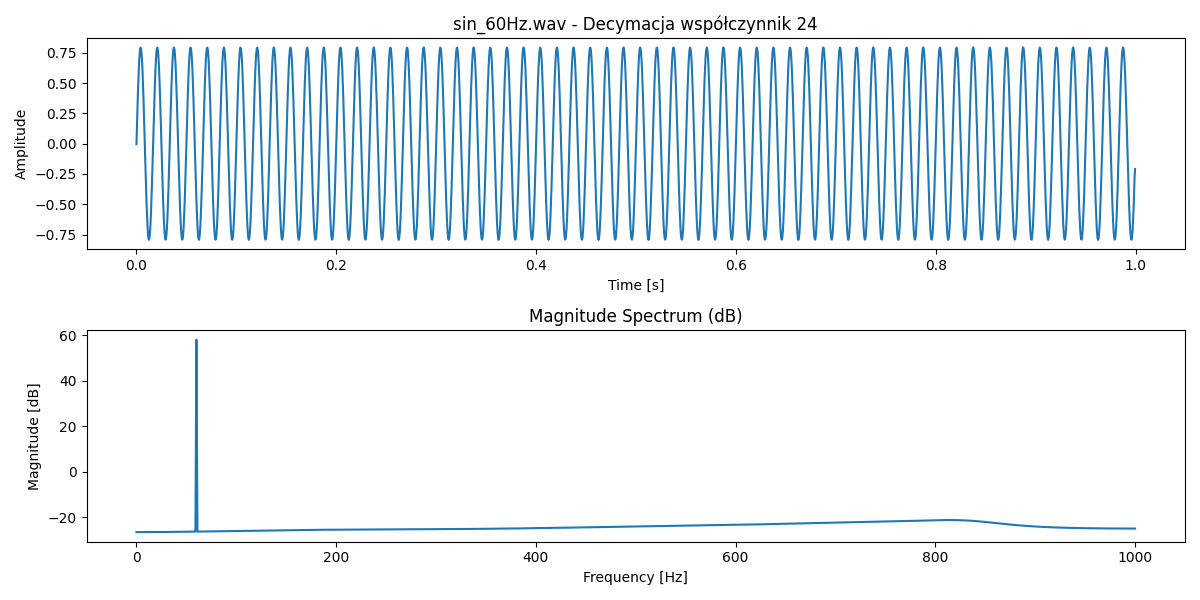 sin_60Hz.wav - Decymacja współczynnik 24
0.75
0.50
0.25
0.00
−0.25
−0.50
−0.75
Amplitude
0.0 0.2 0.4 0.6 0.8 1.0
Time [s]
Magnitude Spectrum (dB)
60
40
20
0
−20
Magnitude [dB]
0 200 400 600 800 1000
Frequency [Hz]